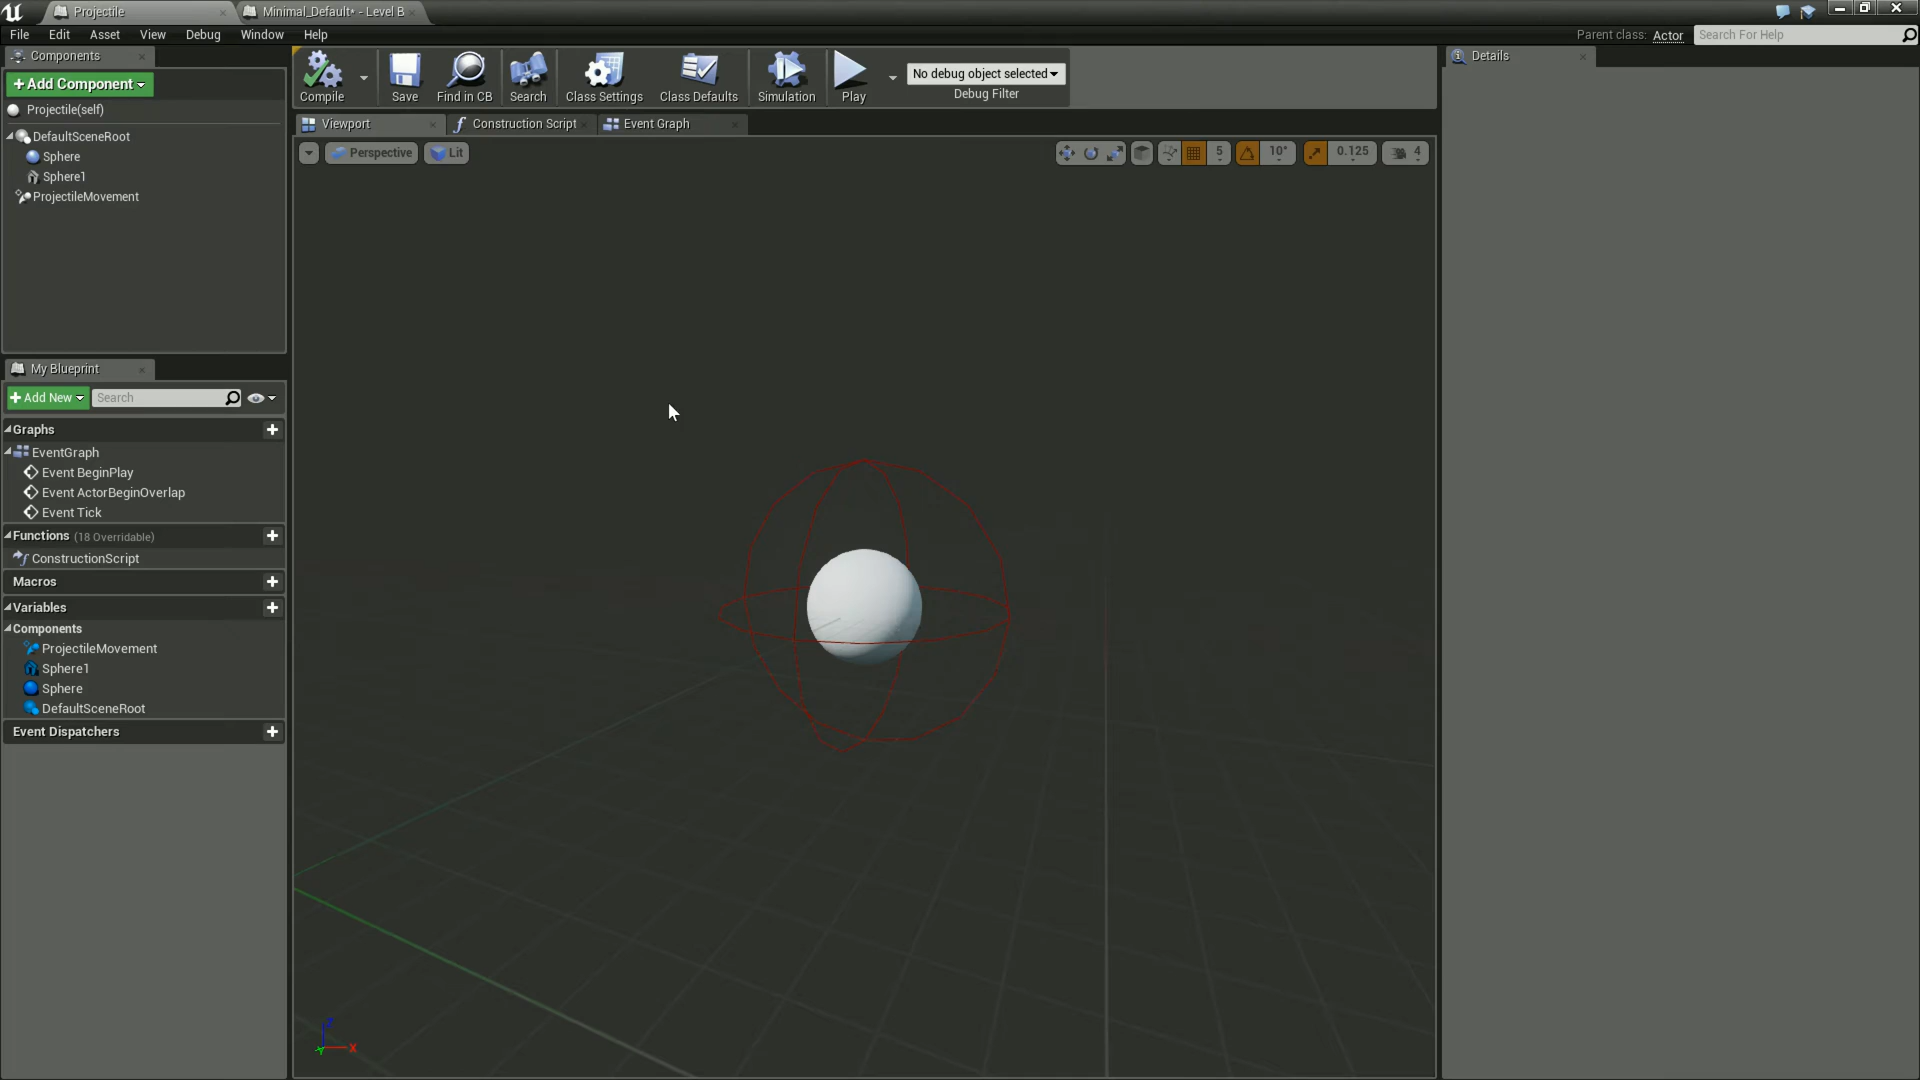 Projectile
Minimal_Default* - Level B
File Edit Asset View Debug Window Help
Parent class: Actor
Search For Help
Components
+Add Component
Projectile(self)
DefaultSceneRoot
Sphere
Sphere1
ProjectileMovement
Compile
Save
Find in CB
Search
Class Settings
Class Defaults
Simulation
Play
No debug object selected
Debug Filter
Viewport
Construction Script
Event Graph
Perspective
Lit
5
10°
0.125
4
Details
My Blueprint
+Add New
Search
Graphs
EventGraph
Event BeginPlay
Event ActorBeginOverlap
Event Tick
Functions (18 Overridable)
ConstructionScript
Macros
Variables
Components
ProjectileMovement
Sphere1
Sphere
DefaultSceneRoot
Event Dispatchers
Z
Y
X